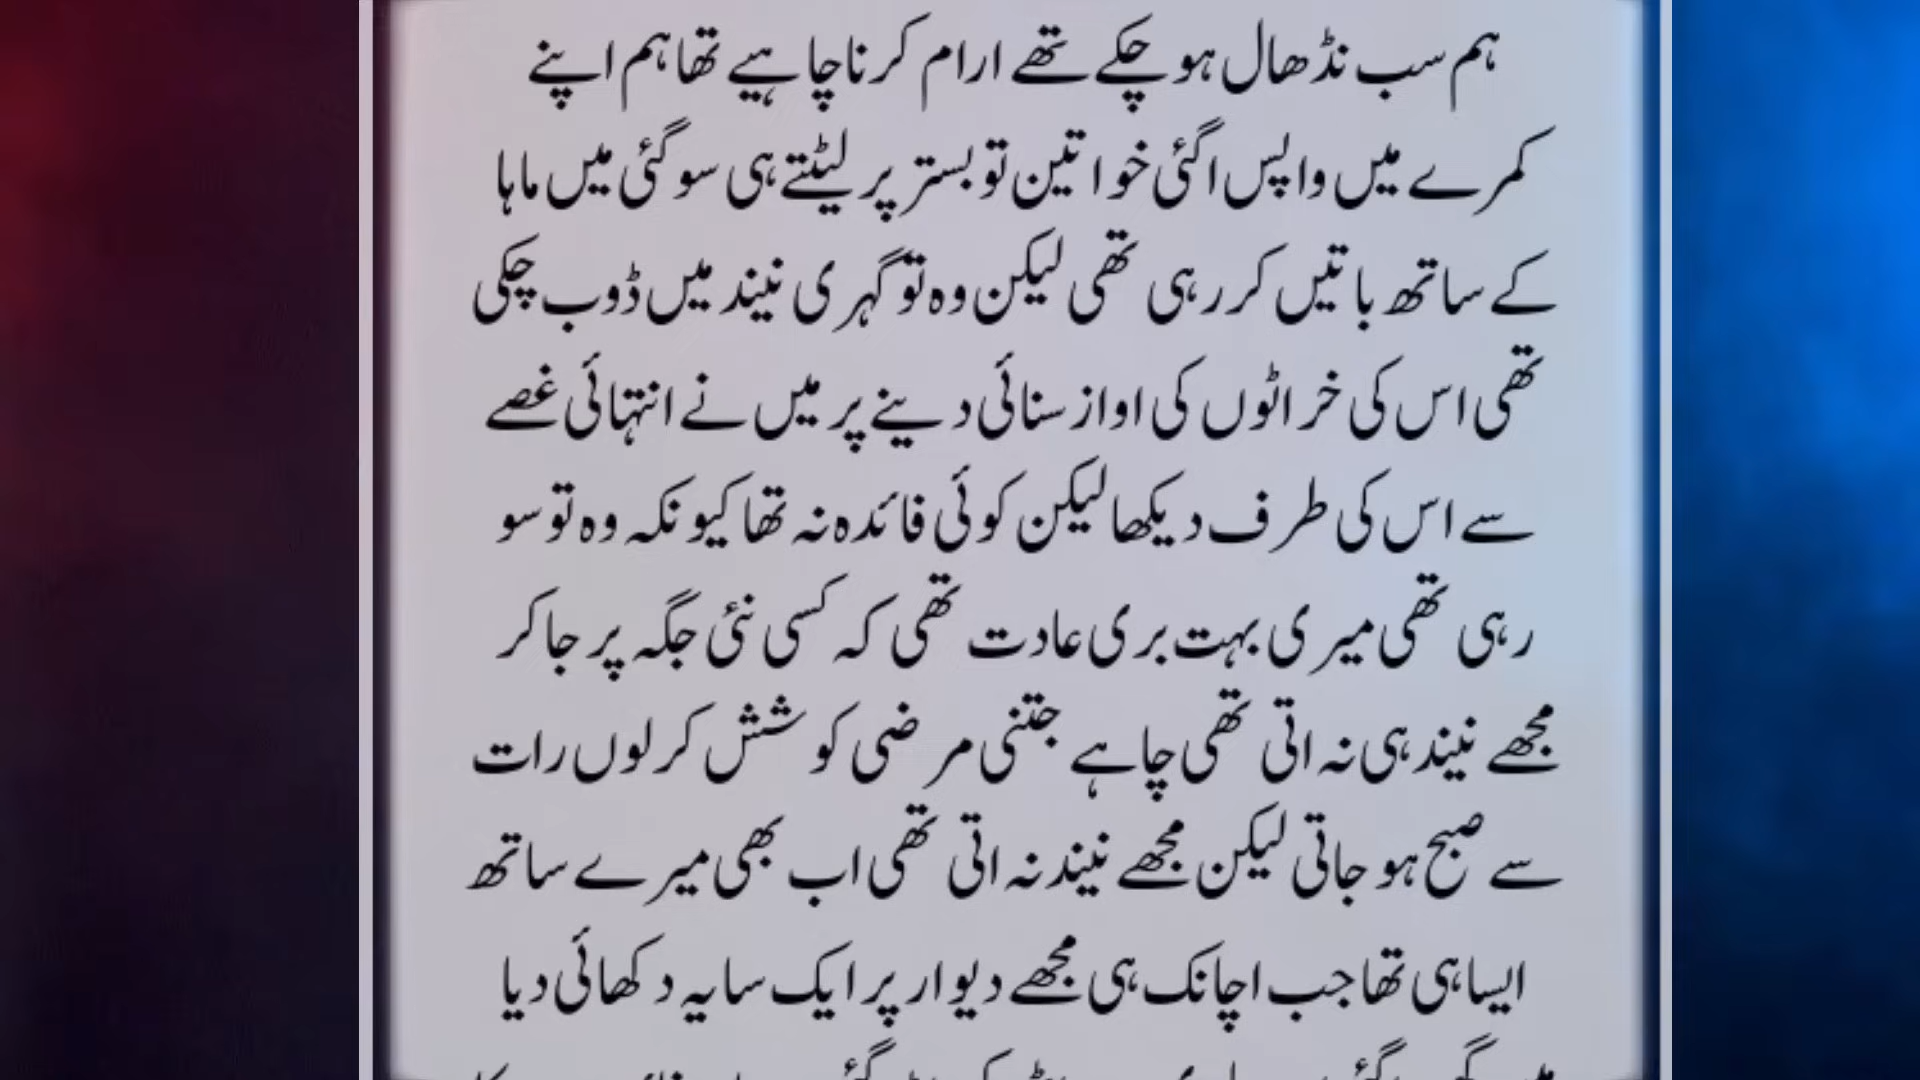 ہم سب نڈھال ہو چکے تھے ارام کرنا چاہیے تھا ہم اپنے
کمرے میں واپس اگئی خواتین تو بستر پر لیٹتے ہی سو گئی میں ماہا
کے ساتھ باتیں کر رہی تھی لیکن وہ تو گہری نیند میں ڈوب چکی
تھی اس کی خراٹوں کی اواز سنائی دینے پر میں نے انتہائی غصے
سے اس کی طرف دیکھا لیکن کوئی فائدہ نہ تھا کیونکہ وہ تو سو
رہی تھی میری بہت بری عادت تھی کہ کسی نئی جگہ پر جا کر
مجھے نیند ہی نہ اتی تھی چاہے جتنی مرضی کوشش کر لوں رات
سے صبح ہو جاتی لیکن مجھے نیند نہ اتی تھی اب بھی میرے ساتھ
ایسا ہی تھا جب اچانک ہی مجھے دیوار پر ایک سایہ دکھائی دیا